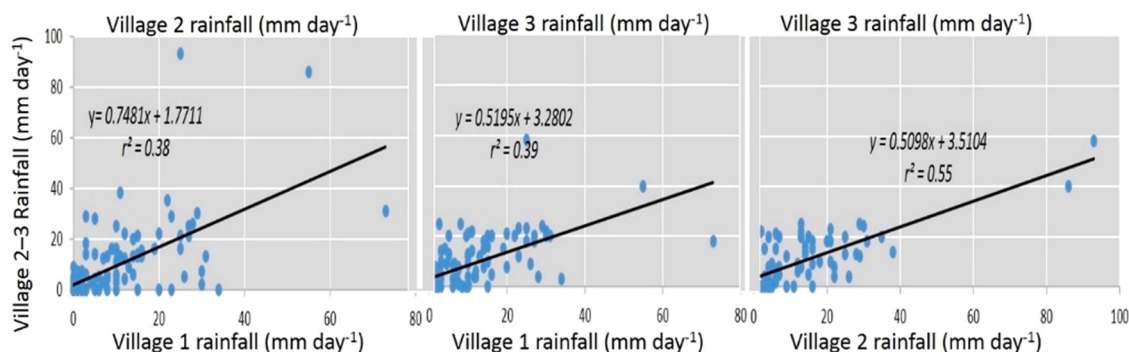 Village 2 rainfall (mm day⁻¹)
Village 3 rainfall (mm day⁻¹)
Village 3 rainfall (mm day⁻¹)
Village 2–3 Rainfall (mm day⁻¹)
100
80
60
40
20
0
y= 0.7481x + 1.7711
r² = 0.38
y = 0.5195x + 3.2802
r² = 0.39
y = 0.5098x + 3.5104
r² = 0.55
0 20 40 60 80
0 20 40 60 80
0 20 40 60 80 100
Village 1 rainfall (mm day⁻¹)
Village 1 rainfall (mm day⁻¹)
Village 2 rainfall (mm day⁻¹)